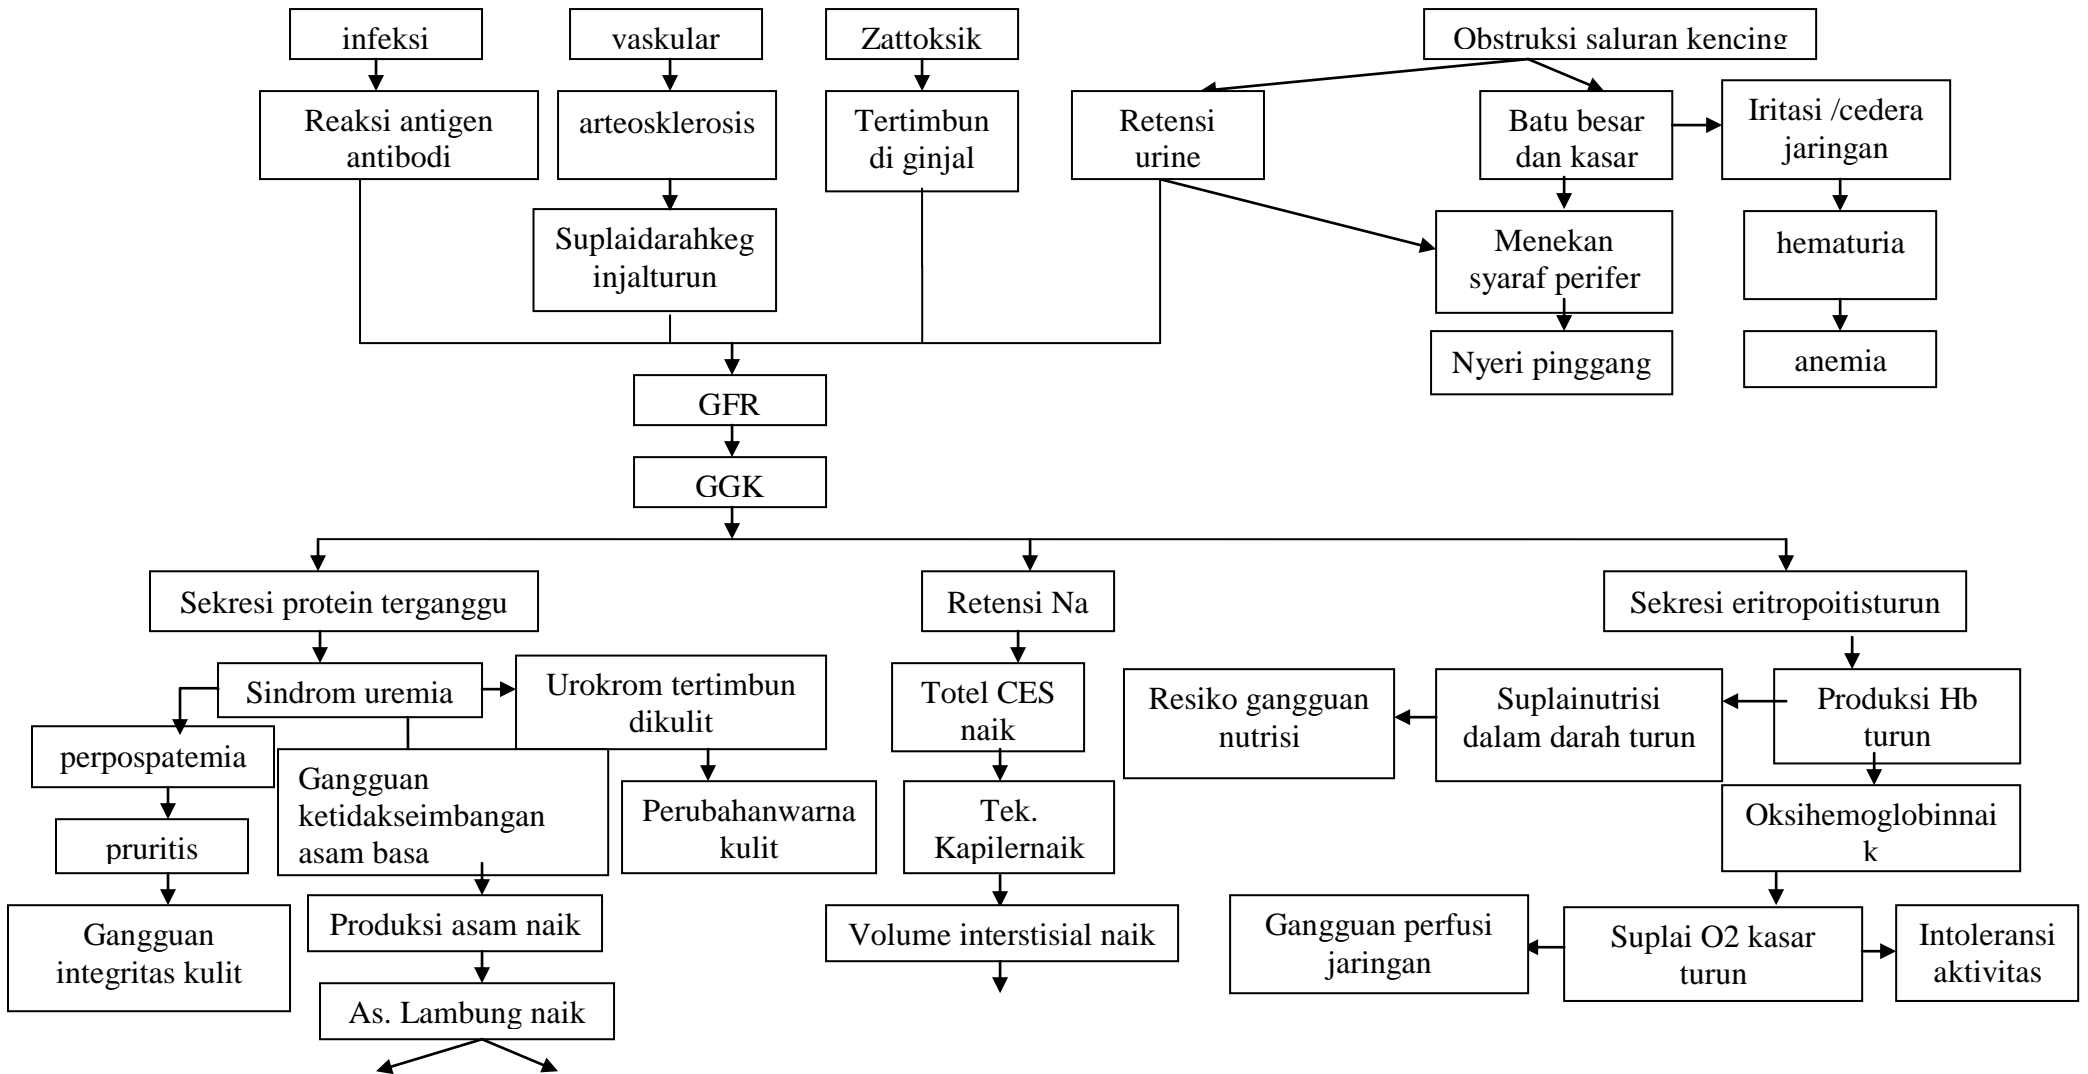 infeksi
vaskular
Zattoksik
Obstruksi saluran kencing
Reaksi antigen
antibodi
arteosklerosis
Tertimbun
di ginjal
Retensi
urine
Batu besar
dan kasar
Iritasi /cedera
jaringan
Suplaidarahkeg
injalturun
Menekan
syaraf perifer
hematuria
Nyeri pinggang
anemia
GFR
GGK
Sekresi protein terganggu
Retensi Na
Sekresi eritropoitisturun
Sindrom uremia
Urokrom tertimbun
dikulit
Totel CES
naik
Resiko gangguan
nutrisi
Suplainutrisi
dalam darah turun
Produksi Hb
turun
perpospatemia
Gangguan
ketidakseimbangan
asam basa
Perubahanwarna
kulit
Tek.
Kapilernaik
Oksihemoglobinnai
k
pruritis
Gangguan
integritas kulit
Produksi asam naik
Volume interstisial naik
Gangguan perfusi
jaringan
Suplai O2 kasar
turun
Intoleransi
aktivitas
As. Lambung naik